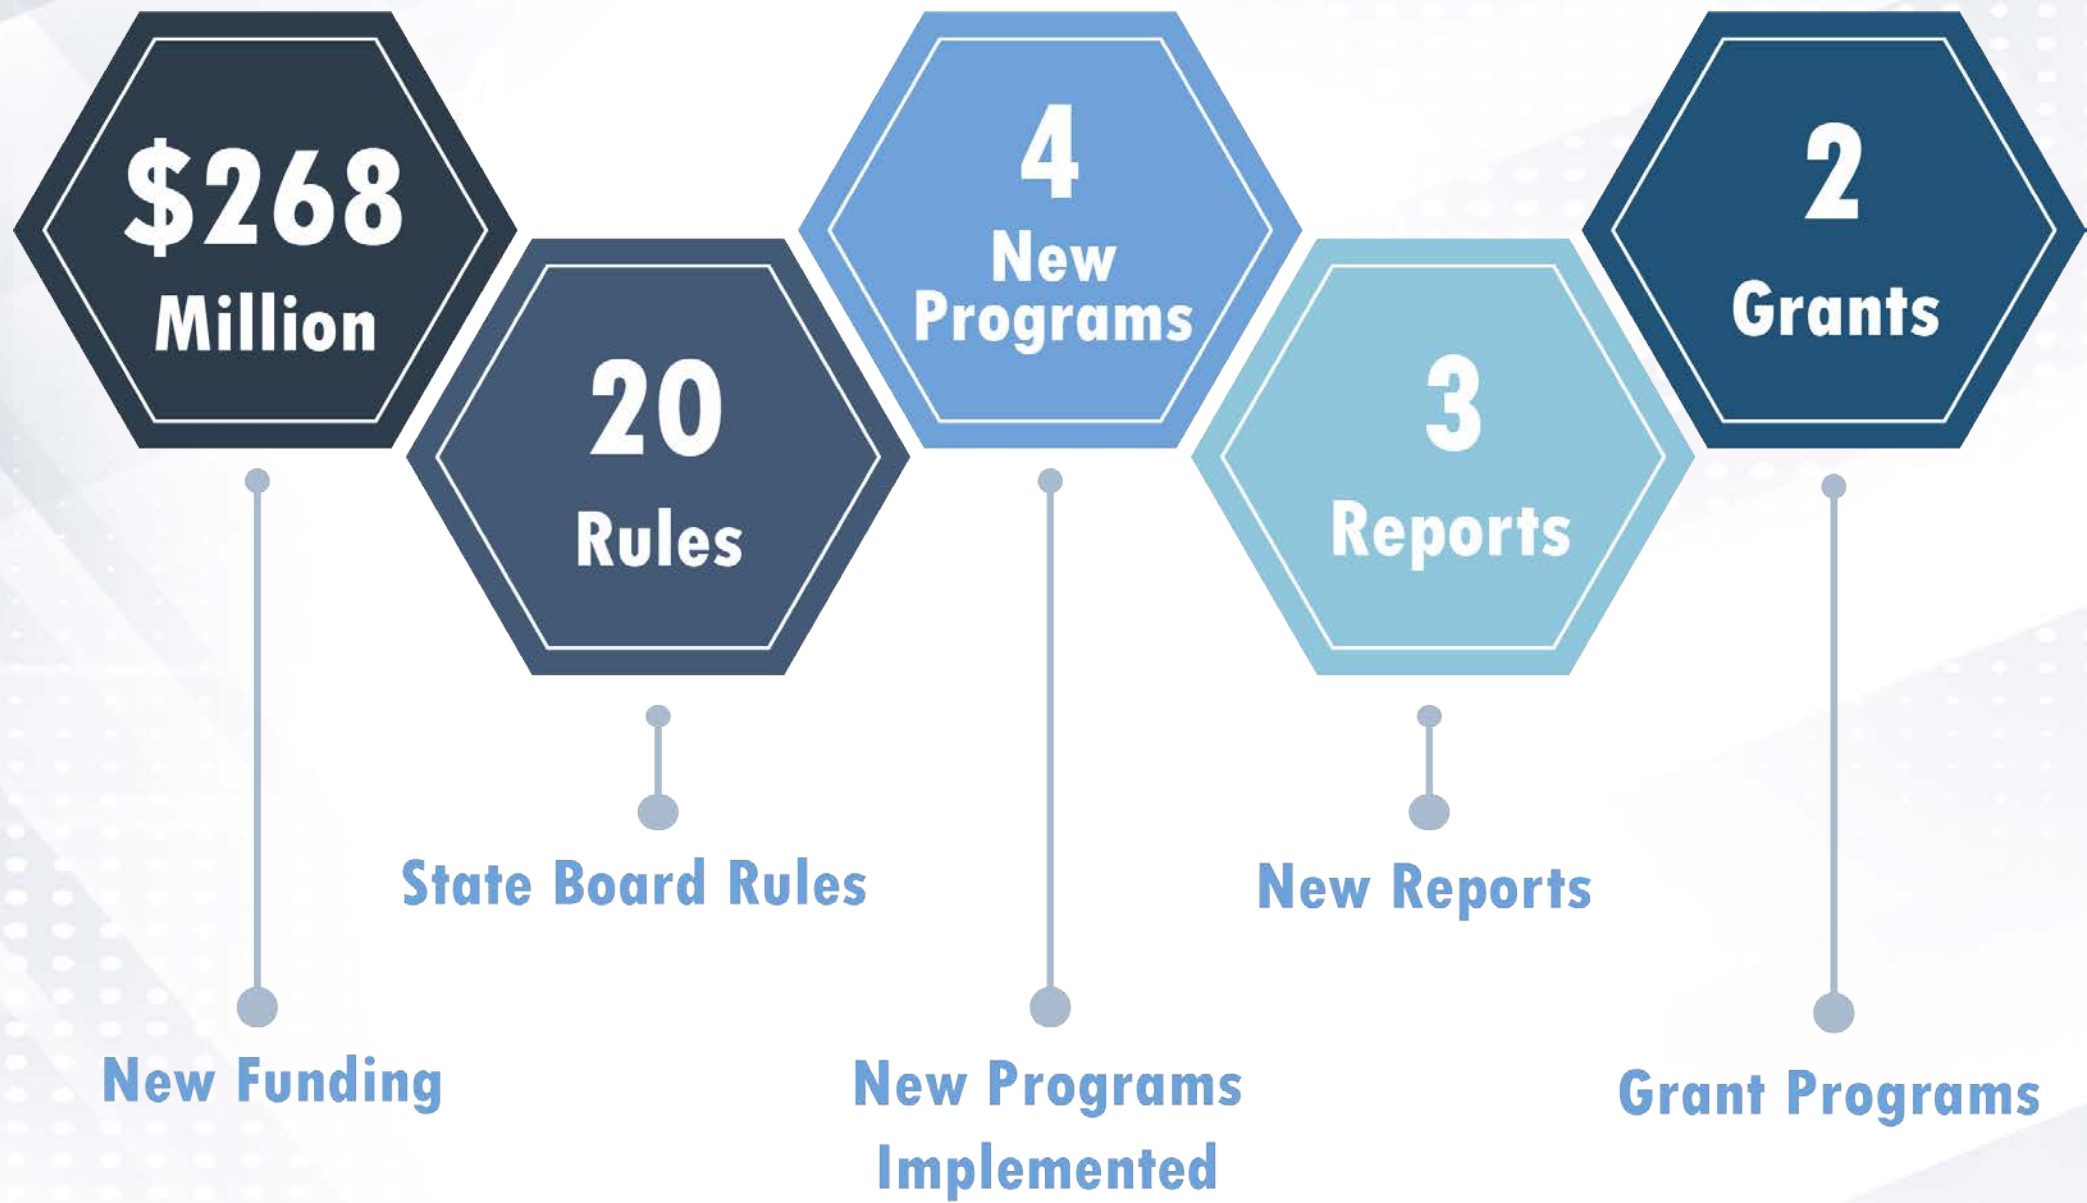 $268
Million
20
Rules
4
New
Programs
3
Reports
2
Grants
State Board Rules
New Reports
New Funding
New Programs
Implemented
Grant Programs